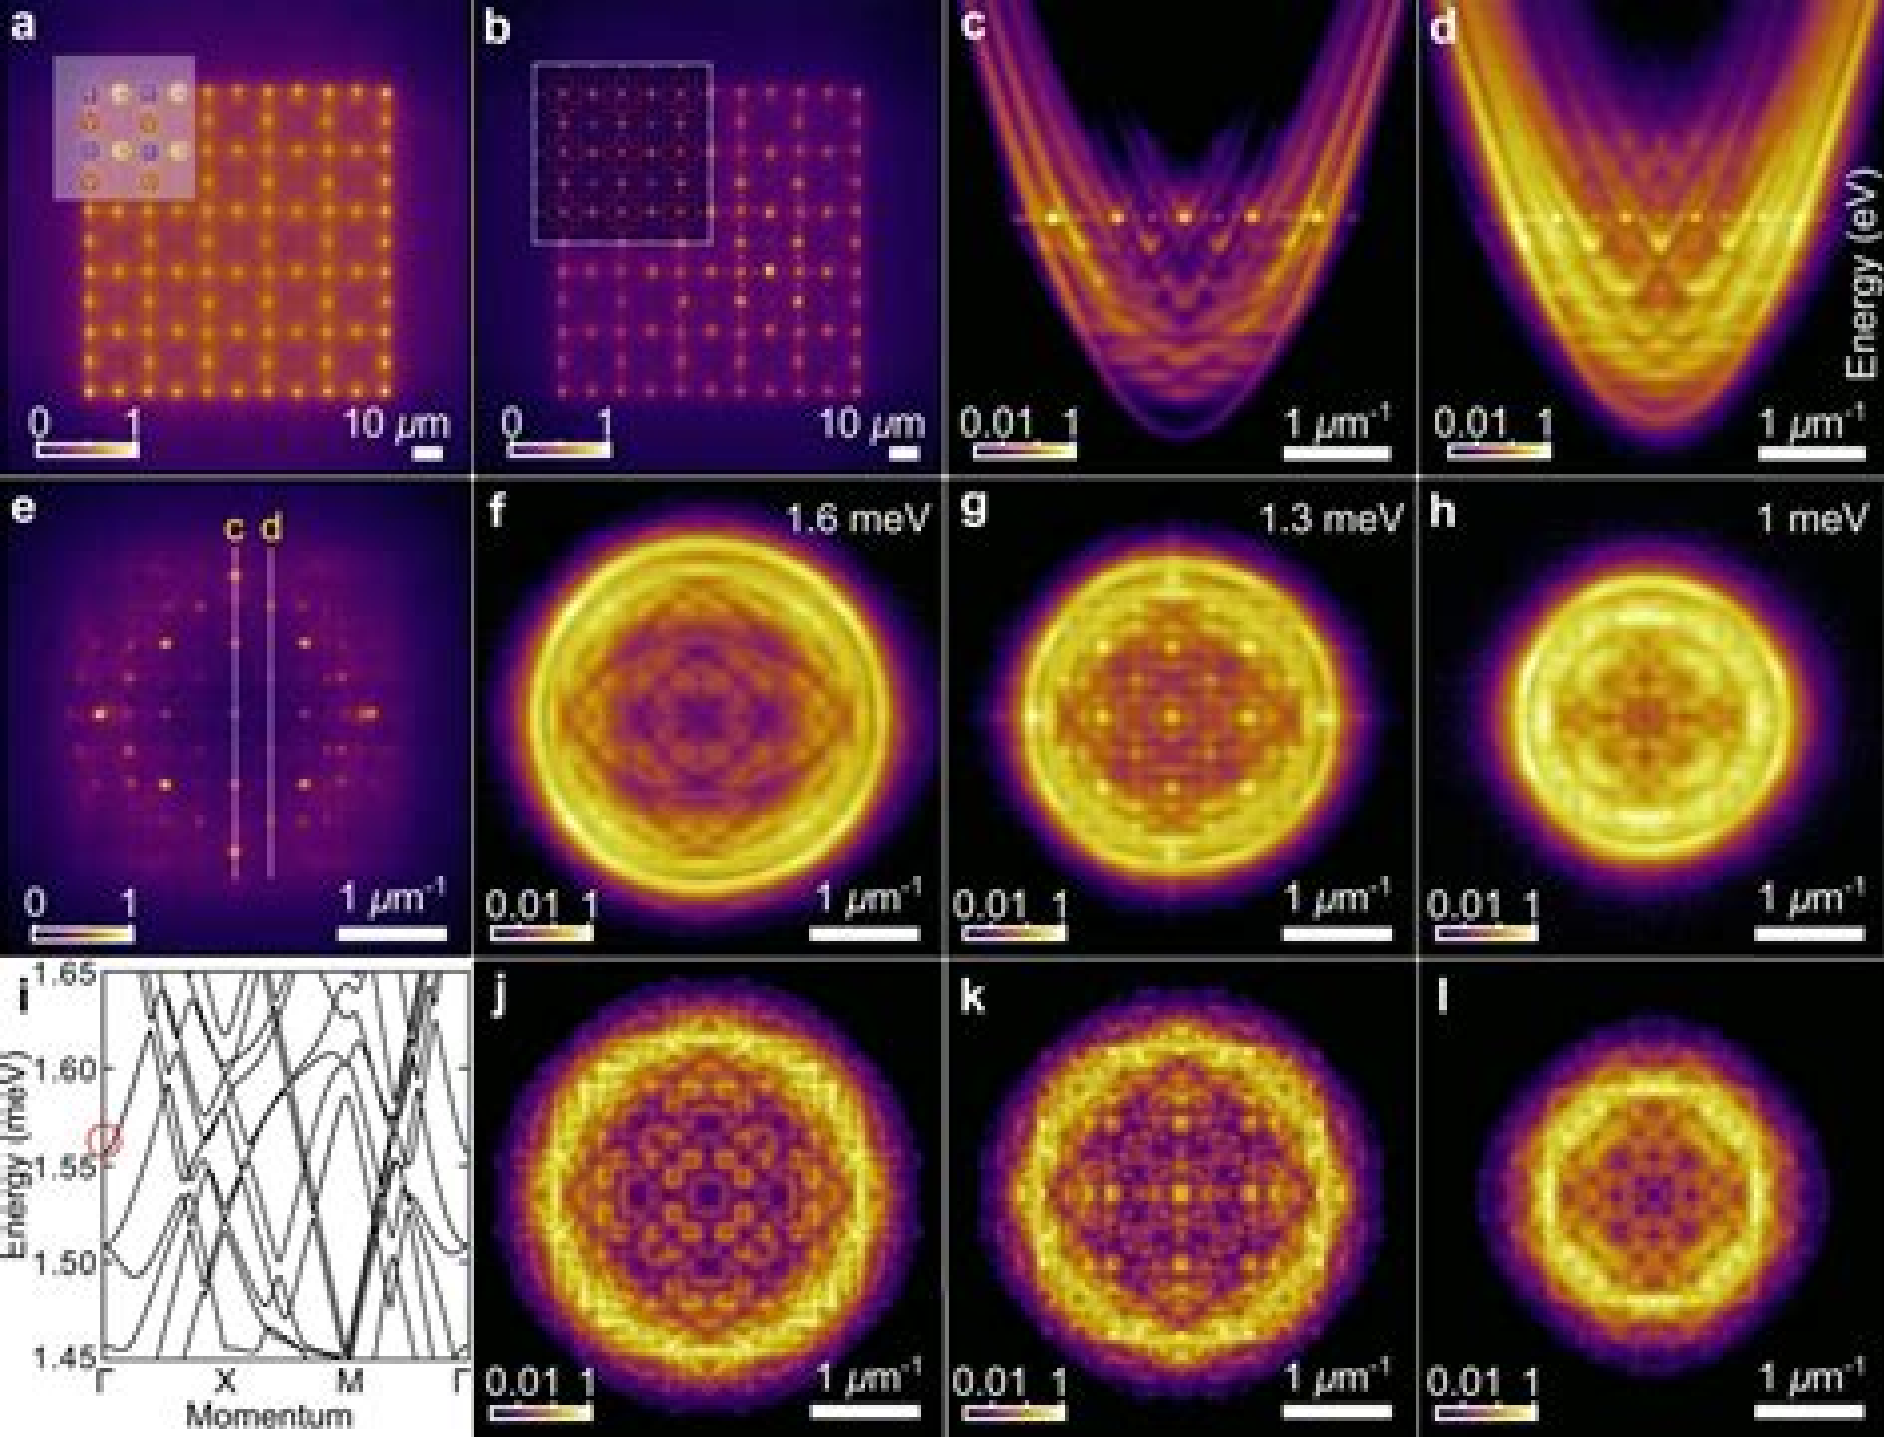 a
0 1
10 µm
b
0 1
10 µm
c
0.01 1
1 µm-1
d
0.01 1
1 µm-1
Energy (eV)
e
c d
0 1
1 µm-1
f
1.6 meV
0.01 1
1 µm-1
g
1.3 meV
0.01 1
1 µm-1
h
1 meV
0.01 1
1 µm-1
i
1.65
1.60
1.55
1.50
1.45
Energy (meV)
Γ X M Γ
Momentum
j
0.01 1
1 µm-1
k
0.01 1
1 µm-1
l
0.01 1
1 µm-1